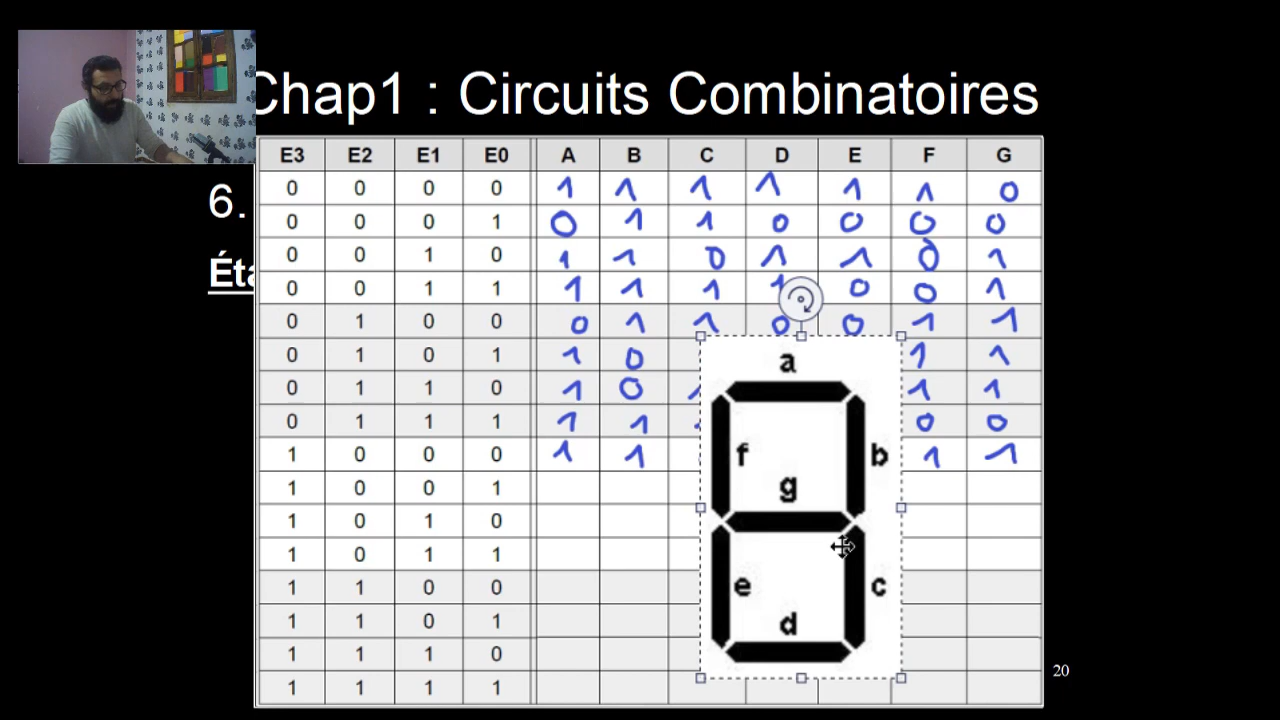 Chap1 : Circuits Combinatoires
6.
Éta
E3 E2 E1 E0 A B C D E F G
0 0 0 0 1 1 1 1 1 1 0
0 0 0 1 0 1 1 0 0 0 0
0 0 1 0 1 1 0 1 1 0 1
0 0 1 1 1 1 1 1 0 0 1
0 1 0 0 0 1 1 0 0 1 1
0 1 0 1 1 0 1 1
0 1 1 0 1 0 1 1
0 1 1 1 1 1 0 0
1 0 0 0 1 1 1 1
1 0 0 1
1 0 1 0
1 0 1 1
1 1 0 0
1 1 0 1
1 1 1 0
1 1 1 1
a
f b
g
e c
d
20